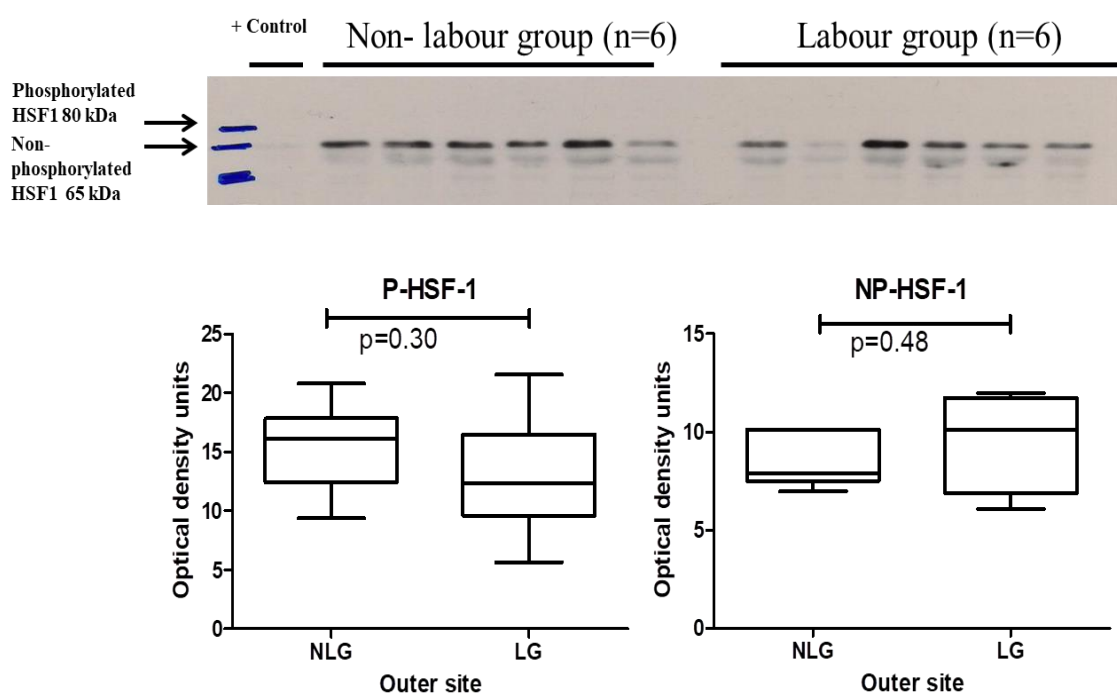 + Control
Non- labour group (n=6)
Labour group (n=6)
Phosphorylated
HSF1 80 kDa
Non-
phosphorylated
HSF1 65 kDa
P-HSF-1
p=0.30
Optical density units
25
20
15
10
5
0
NLG
LG
Outer site
NP-HSF-1
p=0.48
Optical density units
15
10
5
0
NLG
LG
Outer site